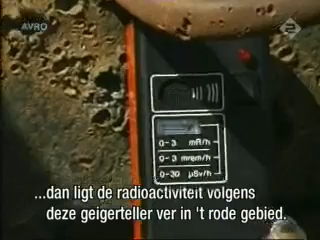 AVRO
2
0-3 mR/h
0-3 mrem/h
0-30 µSv/h
...dan ligt de radioactiviteit volgens
deze geigerteller ver in 't rode gebied.